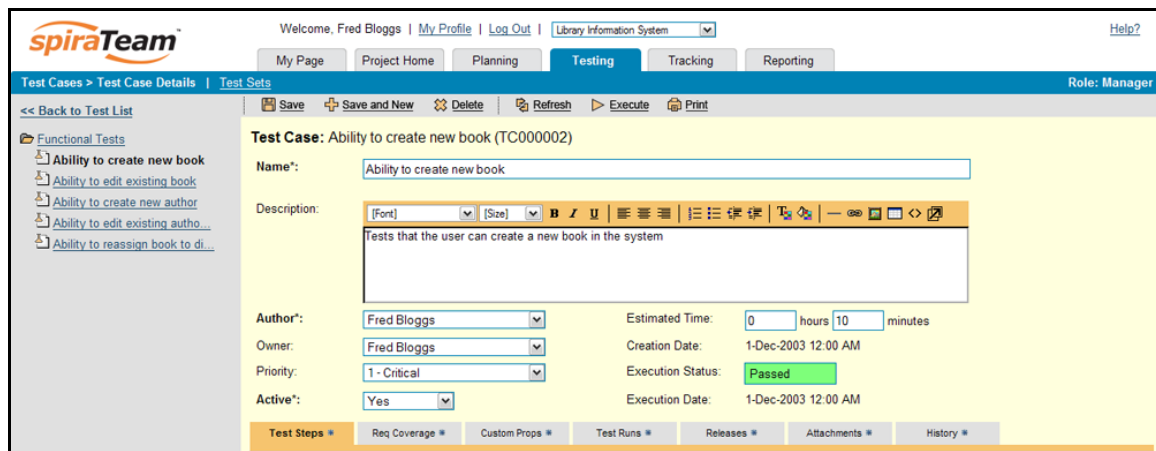 spiraTeam
Welcome, Fred Bloggs | My Profile | Log Out | Library Information System
Help?
My Page Project Home Planning Testing Tracking Reporting
Test Cases > Test Case Details | Test Sets
Role: Manager
<< Back to Test List
Save Save and New Delete Refresh Execute Print
Functional Tests
Ability to create new book
Ability to edit existing book
Ability to create new author
Ability to edit existing autho...
Ability to reassign book to di...
Test Case: Ability to create new book (TC000002)
Name*: Ability to create new book
Description: [Font] [Size] B I U
Tests that the user can create a new book in the system
Author*: Fred Bloggs Estimated Time: 0 hours 10 minutes
Owner: Fred Bloggs Creation Date: 1-Dec-2003 12:00 AM
Priority: 1 - Critical Execution Status: Passed
Active*: Yes Execution Date: 1-Dec-2003 12:00 AM
Test Steps Req Coverage Custom Props Test Runs Releases Attachments History